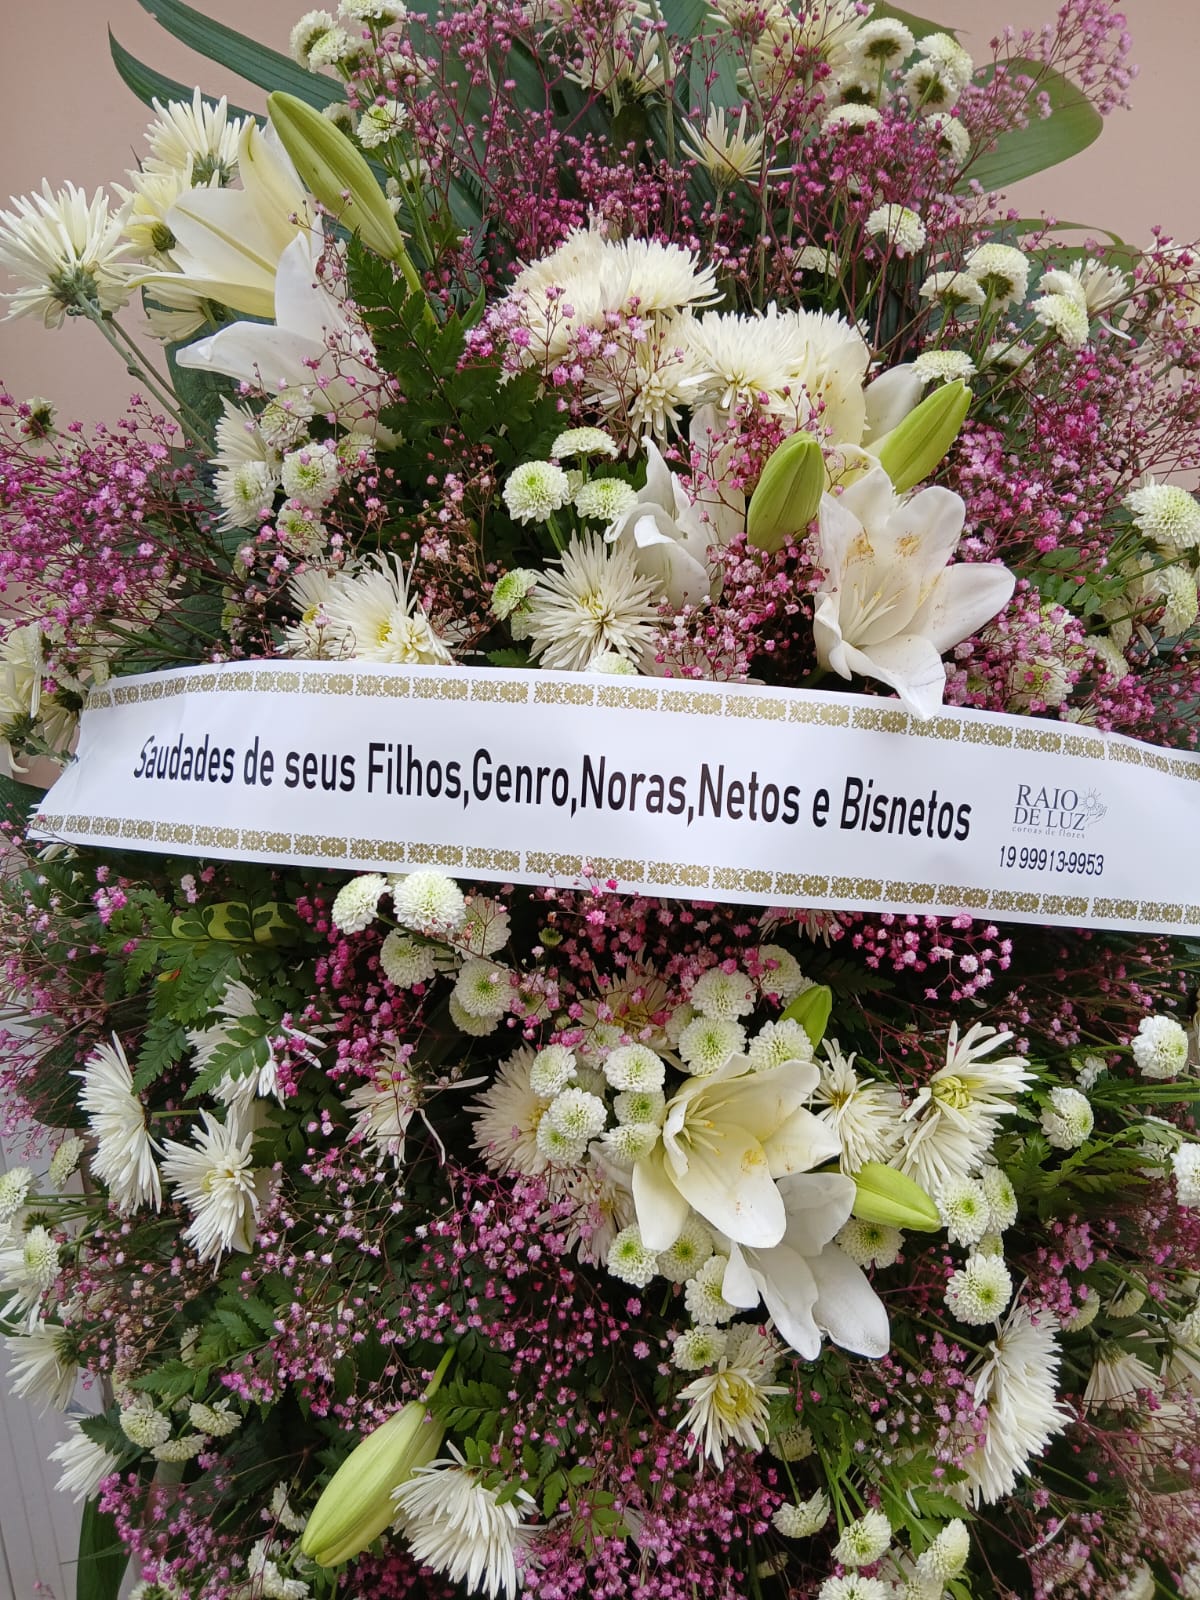 Saudades de seus Filhos,Genro,Noras,Netos e Bisnetos
RAIO
DE LUZ
coroas de flores
19 99913-9953